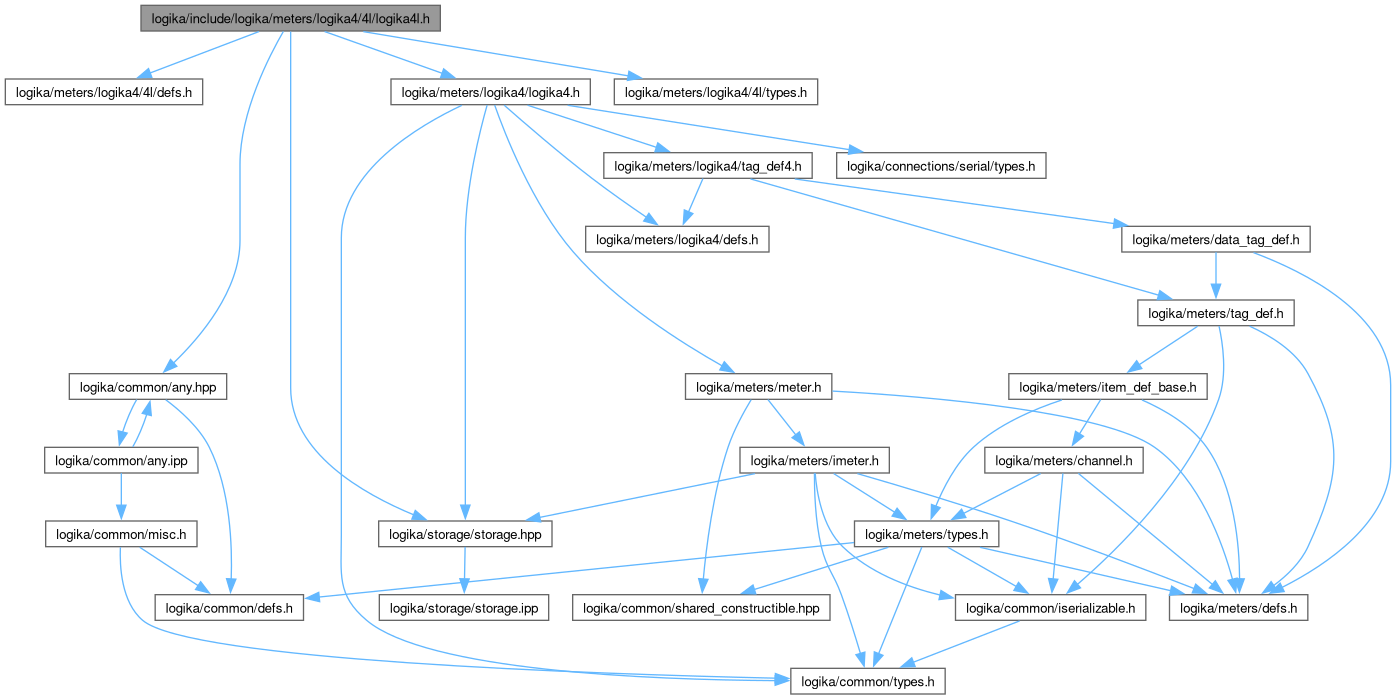 logika/include/logika/meters/logika4/4l/logika4l.h
logika/meters/logika4/4l/defs.h
logika/meters/logika4/logika4.h
logika/meters/logika4/4l/types.h
logika/meters/logika4/tag_def4.h
logika/connections/serial/types.h
logika/meters/logika4/defs.h
logika/meters/data_tag_def.h
logika/meters/tag_def.h
logika/common/any.hpp
logika/meters/meter.h
logika/meters/item_def_base.h
logika/common/any.ipp
logika/meters/imeter.h
logika/meters/channel.h
logika/common/misc.h
logika/storage/storage.hpp
logika/meters/types.h
logika/common/defs.h
logika/storage/storage.ipp
logika/common/shared_constructible.hpp
logika/common/iserializable.h
logika/meters/defs.h
logika/common/types.h